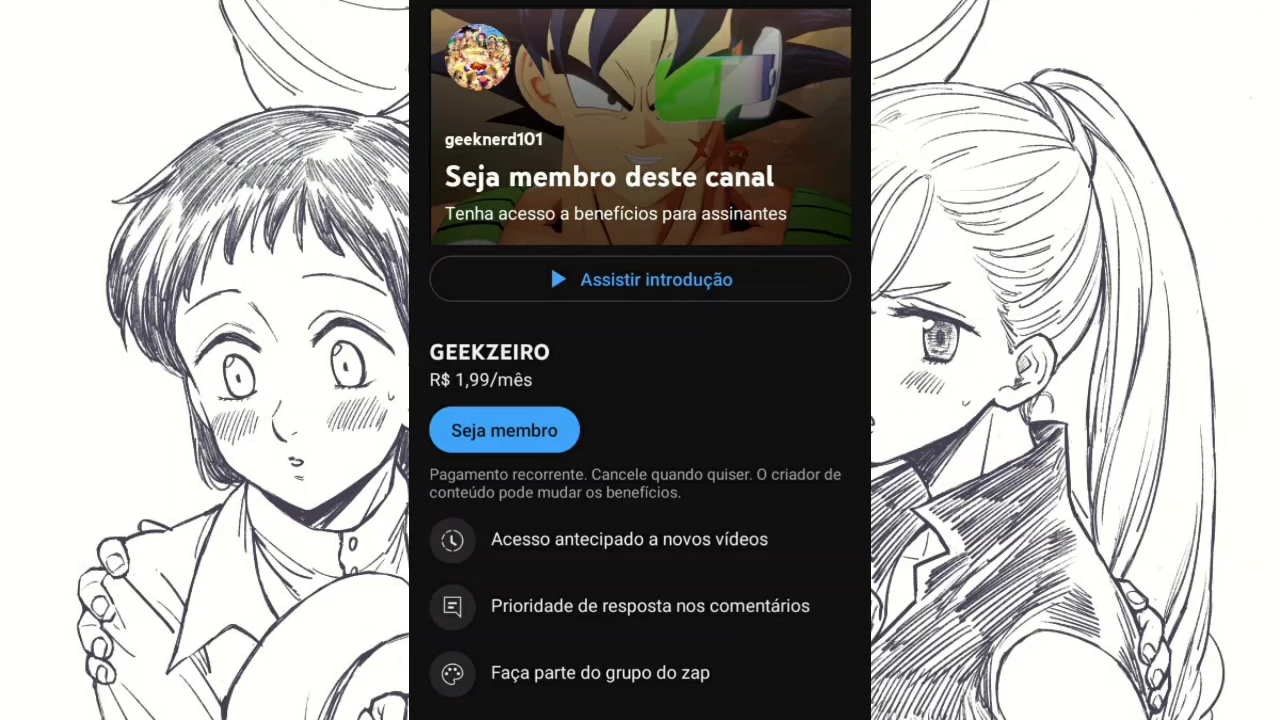 geeknerd101
Seja membro deste canal
Tenha acesso a benefícios para assinantes
Assistir introdução
GEEKZEIRO
R$ 1,99/mês
Seja membro
Pagamento recorrente. Cancele quando quiser. O criador de
conteúdo pode mudar os benefícios.
Acesso antecipado a novos vídeos
Prioridade de resposta nos comentários
Faça parte do grupo do zap